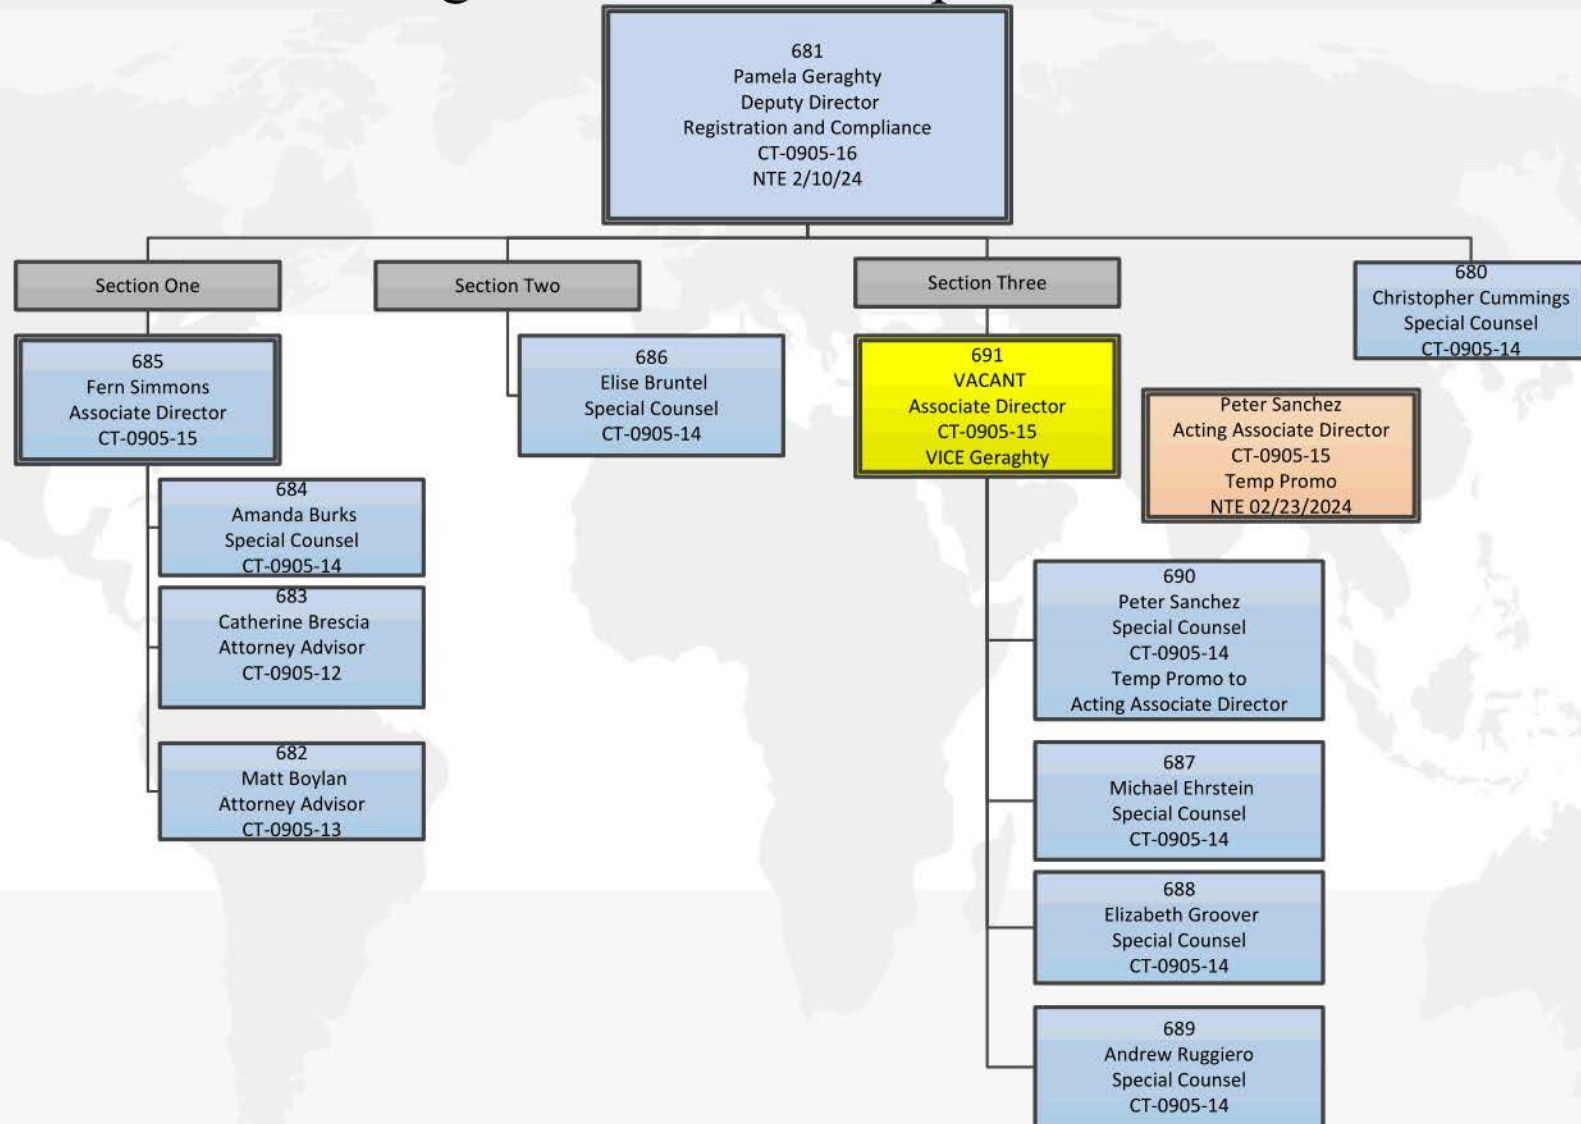 681
Pamela Geraghty
Deputy Director
Registration and Compliance
CT-0905-16
NTE 2/10/24
Section One
685
Fern Simmons
Associate Director
CT-0905-15
684
Amanda Burks
Special Counsel
CT-0905-14
683
Catherine Brescia
Attorney Advisor
CT-0905-12
682
Matt Boylan
Attorney Advisor
CT-0905-13
Section Two
686
Elise Bruntel
Special Counsel
CT-0905-14
Section Three
691
VACANT
Associate Director
CT-0905-15
VICE Geraghty
Peter Sanchez
Acting Associate Director
CT-0905-15
Temp Promo
NTE 02/23/2024
690
Peter Sanchez
Special Counsel
CT-0905-14
Temp Promo to
Acting Associate Director
687
Michael Ehrstein
Special Counsel
CT-0905-14
688
Elizabeth Groover
Special Counsel
CT-0905-14
689
Andrew Ruggiero
Special Counsel
CT-0905-14
680
Christopher Cummings
Special Counsel
CT-0905-14